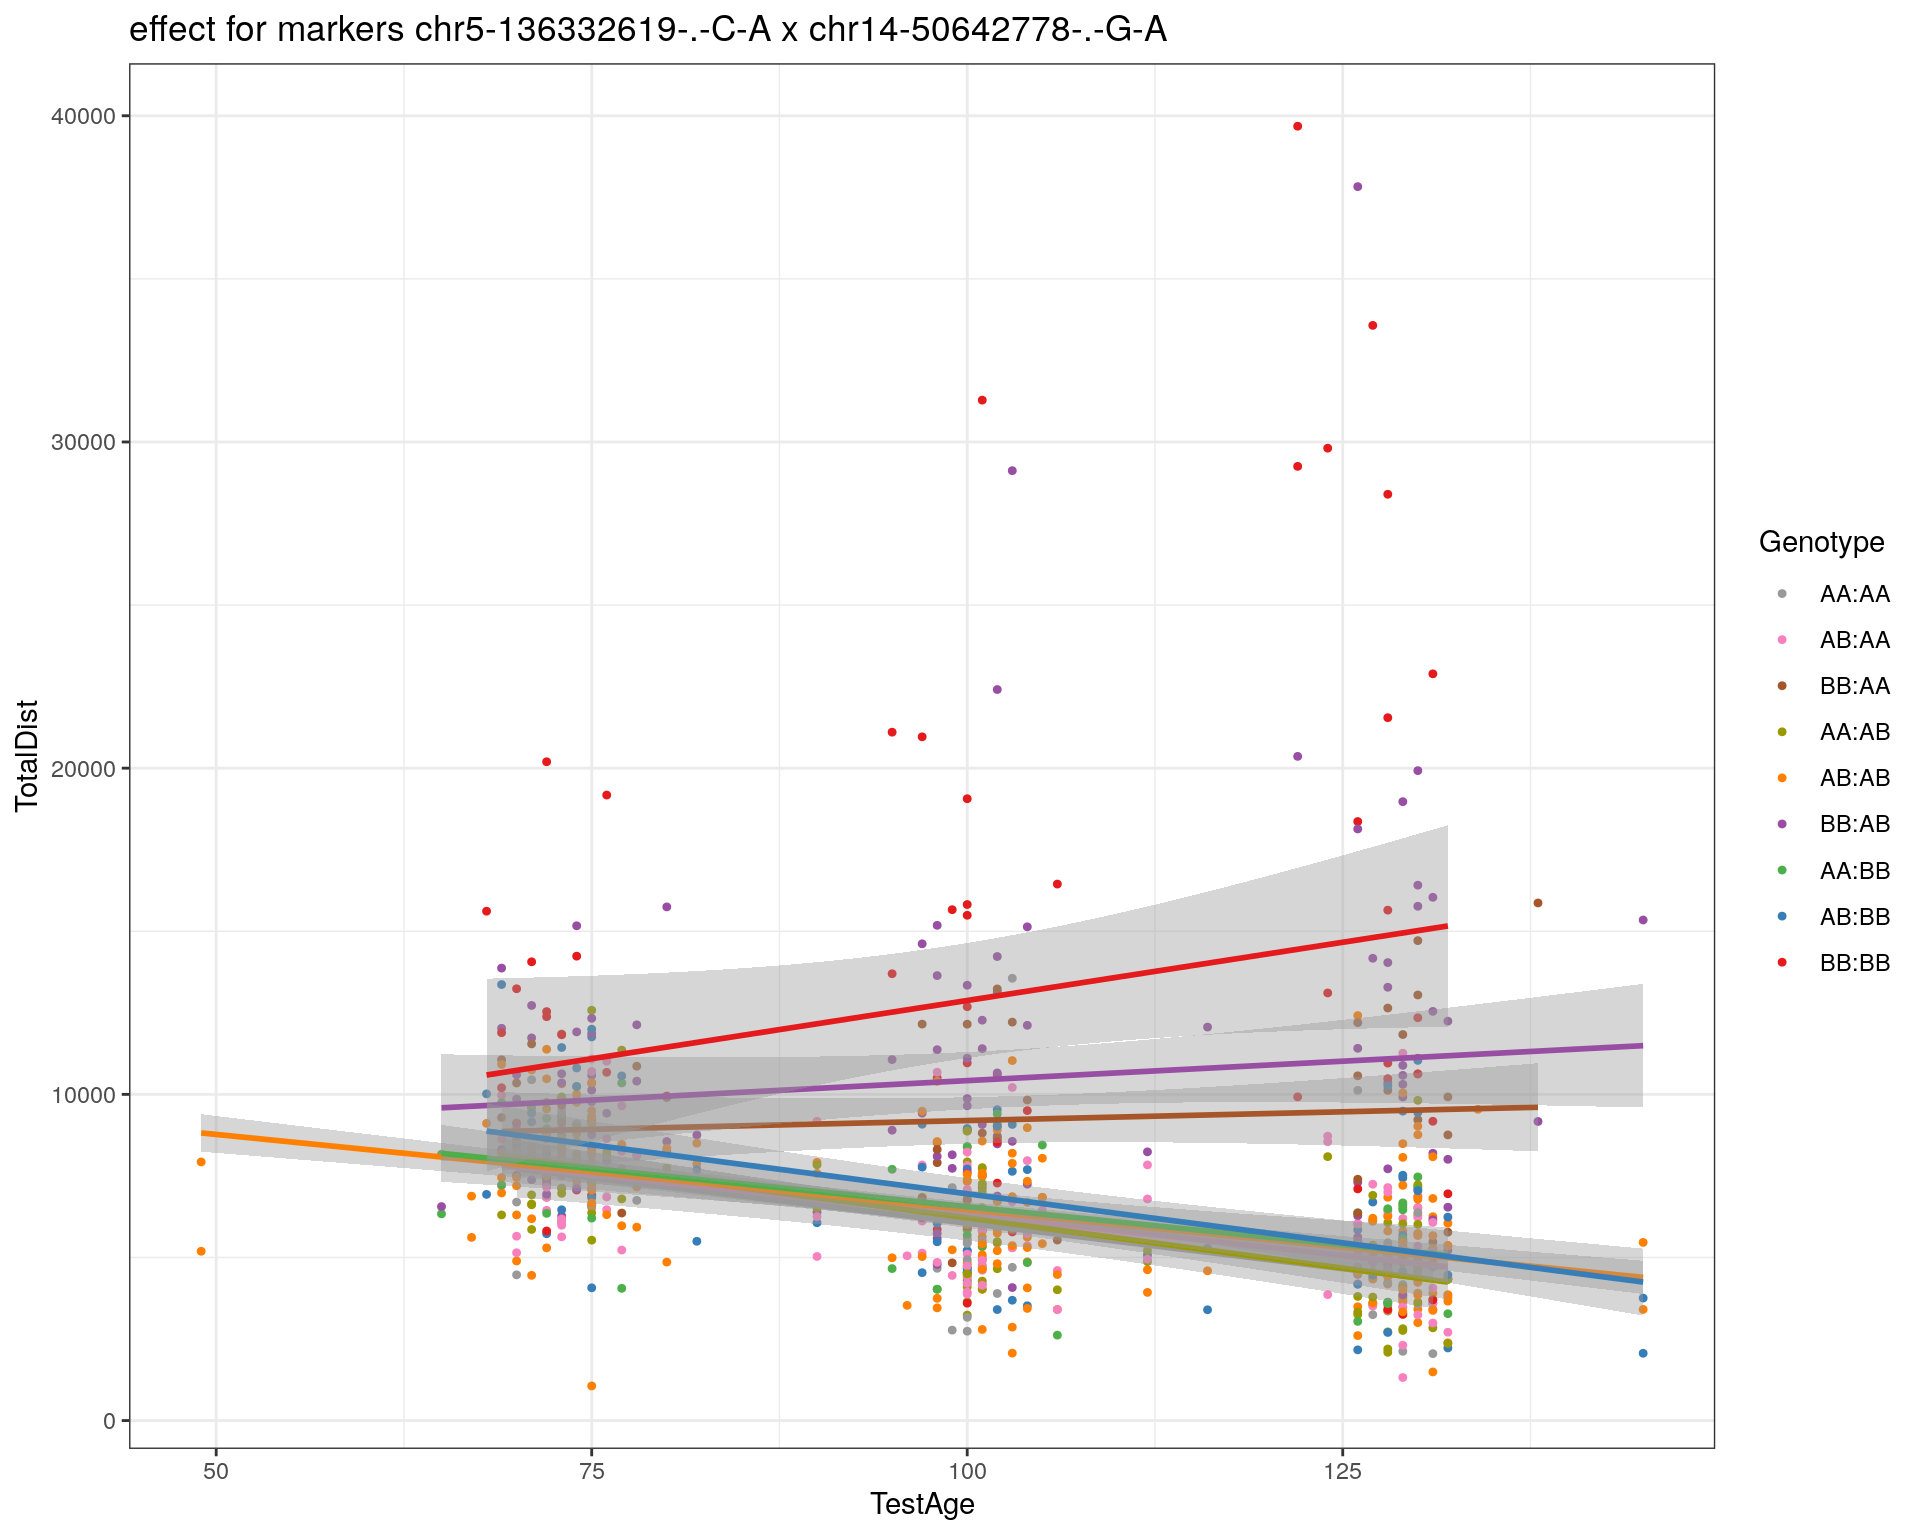 effect for markers chr5-136332619-.-C-A x chr14-50642778-.-G-A
40000
30000
20000
10000
0
TotalDist
50
75
100
125
TestAge
Genotype
AA:AA
AB:AA
BB:AA
AA:AB
AB:AB
BB:AB
AA:BB
AB:BB
BB:BB